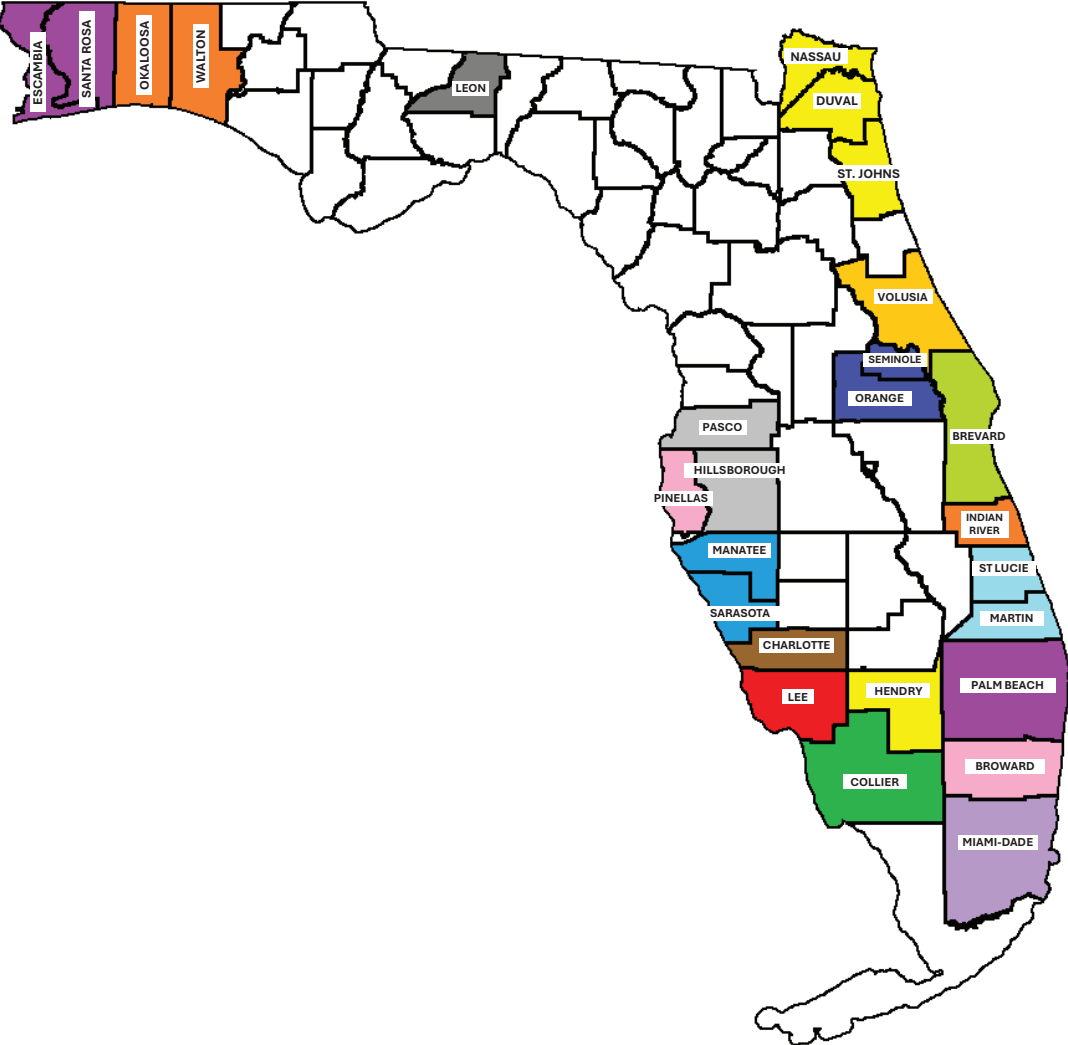 ESCAMBIA
SANTA ROSA
OKALOOSA
WALTON
LEON
NASSAU
DUVAL
ST. JOHNS
VOLUSIA
SEMINOLE
ORANGE
BREVARD
PASCO
HILLSBOROUGH
PINELLAS
INDIAN
RIVER
MANATEE
ST LUCIE
SARASOTA
MARTIN
CHARLOTTE
LEE
HENDRY
PALM BEACH
COLLIER
BROWARD
MIAMI-DADE